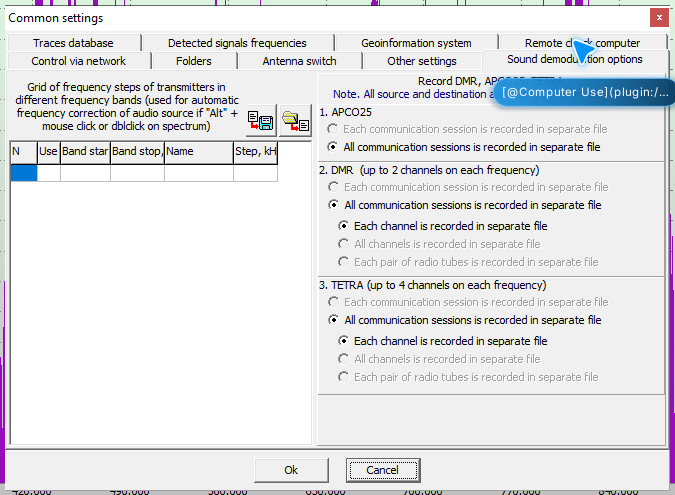 Common settings
Traces database
Detected signals frequencies
Geoinformation system
Remote computer
Control via network
Folders
Antenna switch
Other settings
Sound demodulation options
Grid of frequency steps of transmitters in
different frequency bands (used for automatic
frequency correction of audio source if "Alt" +
mouse click or dblclick on spectrum)
N
Use
Band star
Band stop,
Name
Step, kH
Record DMR,
Note. All source and destination
[@Computer Use](plugin:/...
1. APCO25
Each communication session is recorded in separate file
All communication sessions is recorded in separate file
2. DMR (up to 2 channels on each frequency)
Each communication session is recorded in separate file
All communication sessions is recorded in separate file
Each channel is recorded in separate file
All channels is recorded in separate file
Each pair of radio tubes is recorded in separate file
3. TETRA (up to 4 channels on each frequency)
Each communication session is recorded in separate file
All communication sessions is recorded in separate file
Each channel is recorded in separate file
All channels is recorded in separate file
Each pair of radio tubes is recorded in separate file
Ok
Cancel